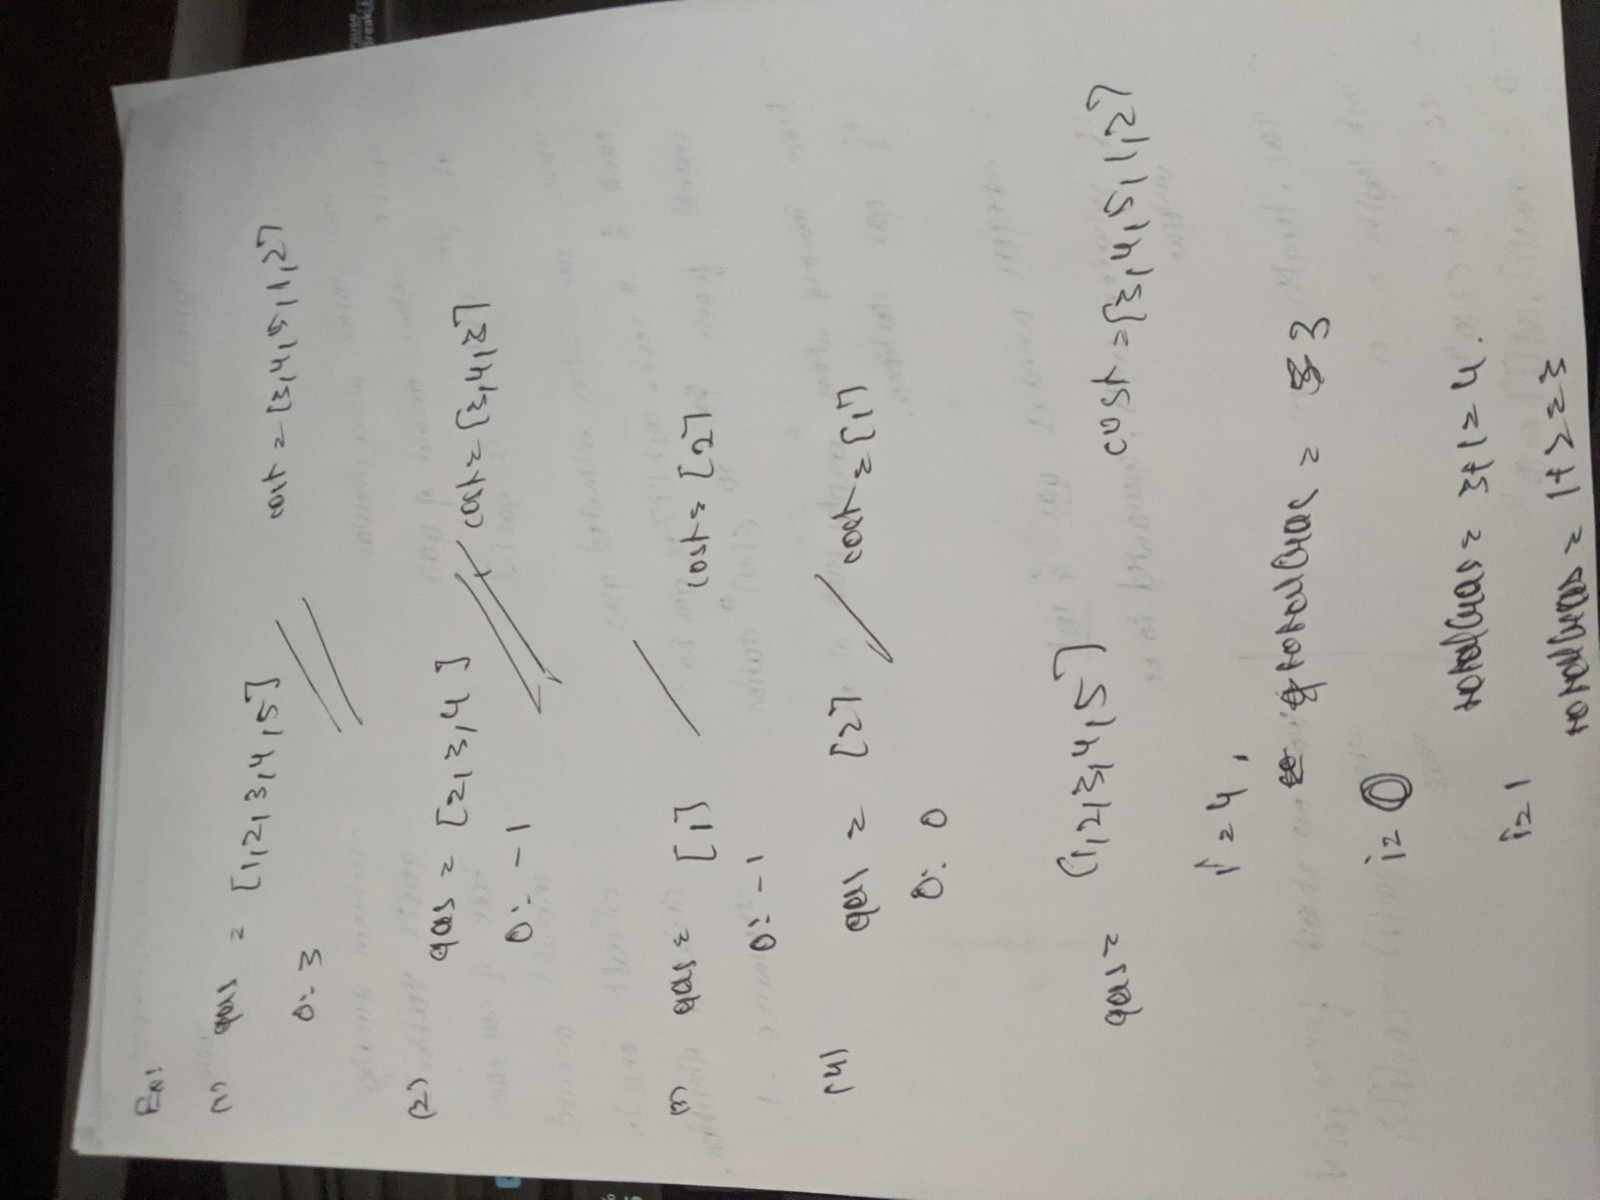 Ex:
(1) gas = [1,2,3,4,5] cost = [3,4,5,1,2]
O: 3
(2) gas = [2,3,4] cost = [3,4,3]
O: -1
(3) gas = [1] cost = [2]
O: -1
(4) gas = [2] cost = [1]
O: 0
gas = [1,2,3,4,5] cost = [3,4,5,1,2]
i = 4,
totalGas = 3
i = 0
totalGas = 3+1 = 4.
i = 1
totalGas = 1+2 = 3